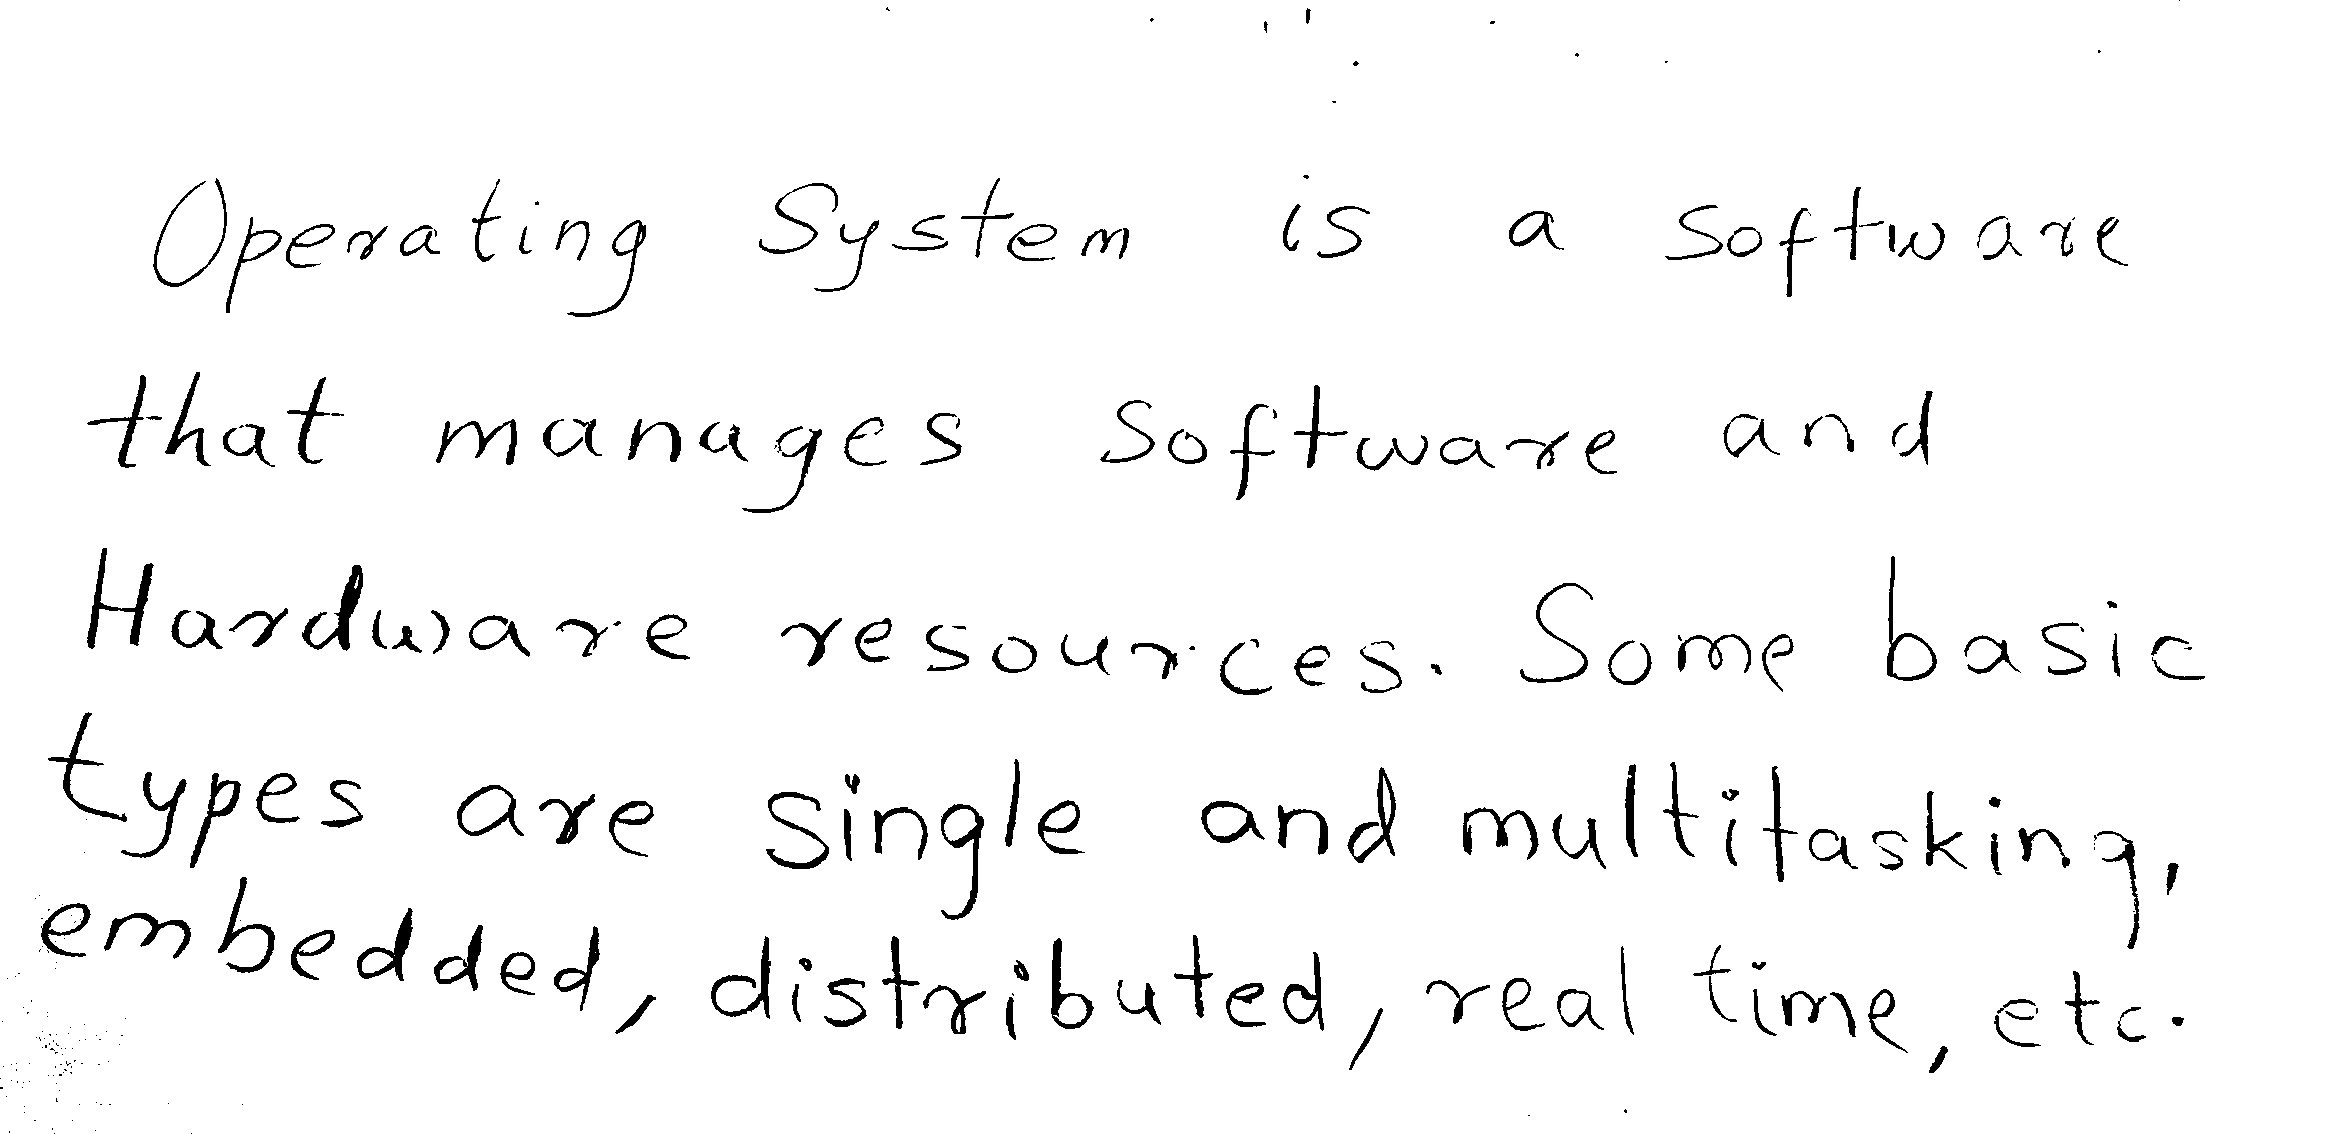 Operating System is a software
that manages software and
Hardware resources. Some basic
types are single and multitasking,
embedded, distributed, real time, etc.